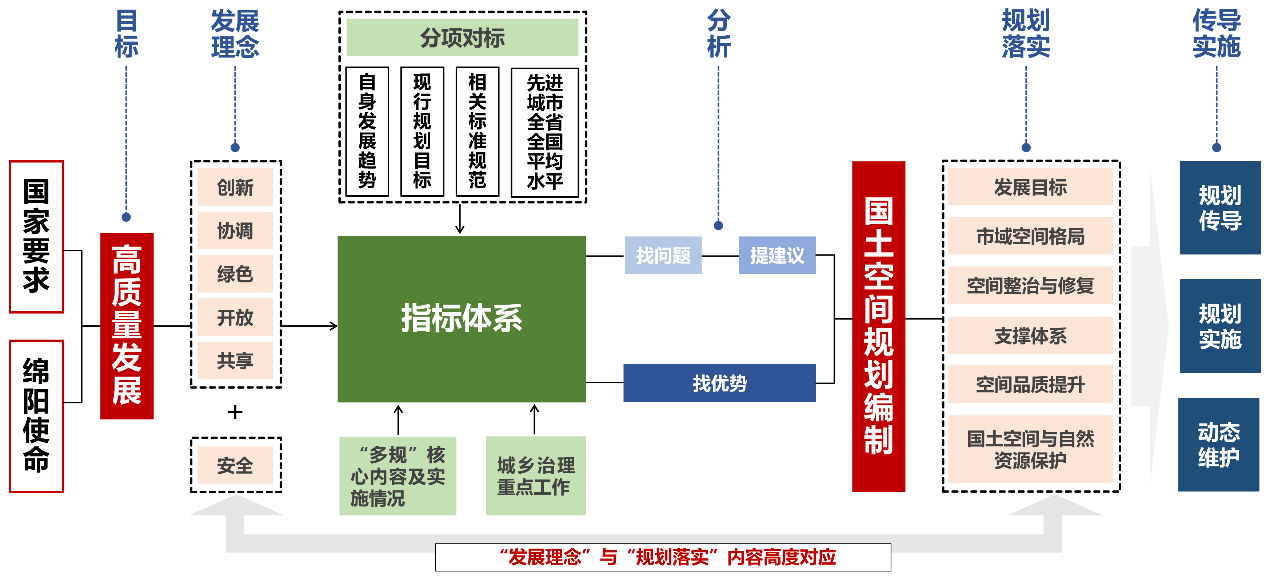 目标
发展
理念
分项对标
自身发展趋势
现行规划目标
相关标准规范
先进
城市
全省
全国
平均
水平
分析
规划
落实
传导
实施
国家要求
绵阳使命
高质量发展
创新
协调
绿色
开放
共享
+
安全
指标体系
“多规”核
心内容及实
施情况
城乡治理
重点工作
找问题
提建议
找优势
国土空间规划编制
发展目标
市域空间格局
空间整治与修复
支撑体系
空间品质提升
国土空间与自然
资源保护
规划
传导
规划
实施
动态
维护
“发展理念”与“规划落实”内容高度对应